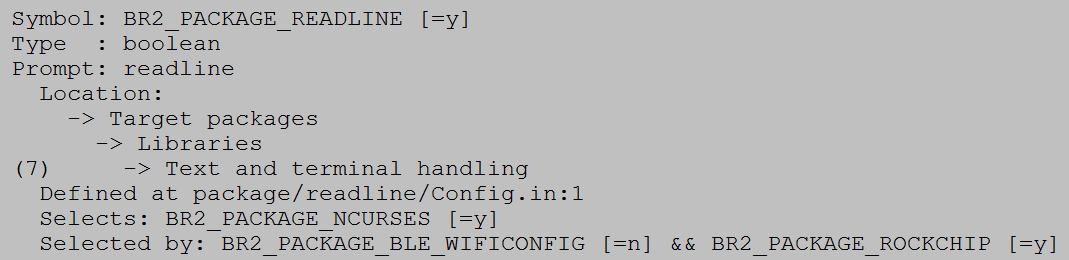 Symbol: BR2_PACKAGE_READLINE [=y]
Type  : boolean
Prompt: readline
  Location:
    -> Target packages
      -> Libraries
(7)     -> Text and terminal handling
  Defined at package/readline/Config.in:1
  Selects: BR2_PACKAGE_NCURSES [=y]
  Selected by: BR2_PACKAGE_BLE_WIFICONFIG [=n] && BR2_PACKAGE_ROCKCHIP [=y]